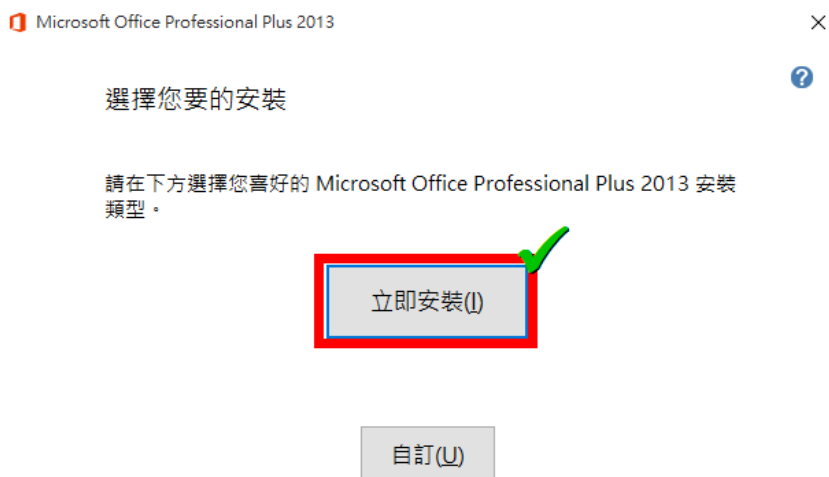 Microsoft Office Professional Plus 2013
選擇您要的安裝
請在下方選擇您喜好的 Microsoft Office Professional Plus 2013 安裝
類型。
立即安裝(I)
自訂(U)